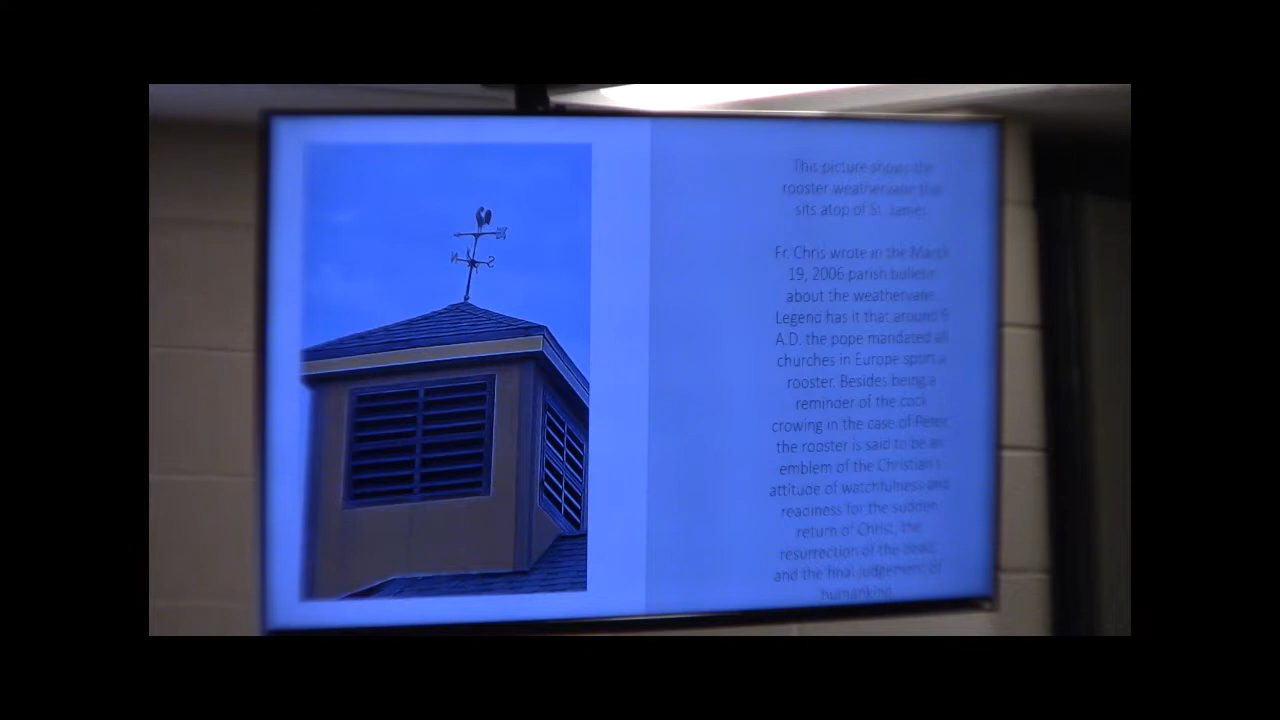 This picture shows the
rooster weathervane that
sits atop of St. James
Fr. Chris wrote in the March
19, 2006 parish bulletin
about the weathervane.
Legend has it that around 9
A.D. the pope mandated all
churches in Europe sport a
rooster. Besides being a
reminder of the cock
crowing in the case of Peter,
the rooster is said to be an
emblem of the Christian's
attitude of watchfulness and
readiness for the sudden
return of Christ, the
resurrection of the dead,
and the final judgement of
humankind.
N S